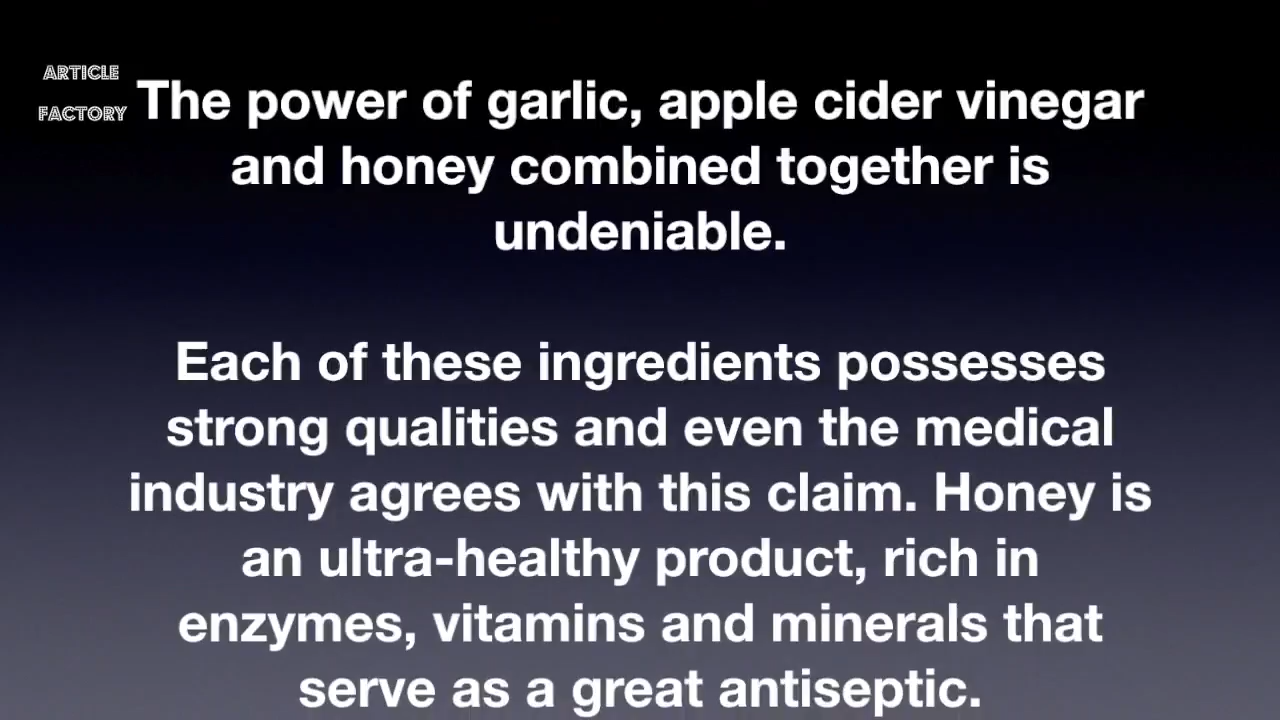 ARTICLE
FACTORY
The power of garlic, apple cider vinegar
and honey combined together is
undeniable.
Each of these ingredients possesses
strong qualities and even the medical
industry agrees with this claim. Honey is
an ultra-healthy product, rich in
enzymes, vitamins and minerals that
serve as a great antiseptic.